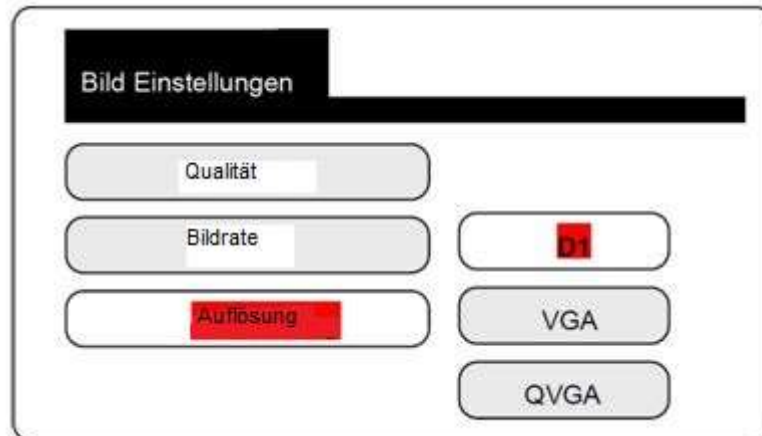 Bild Einstellungen
Qualität
Bildrate
Auflösung
D1
VGA
QVGA